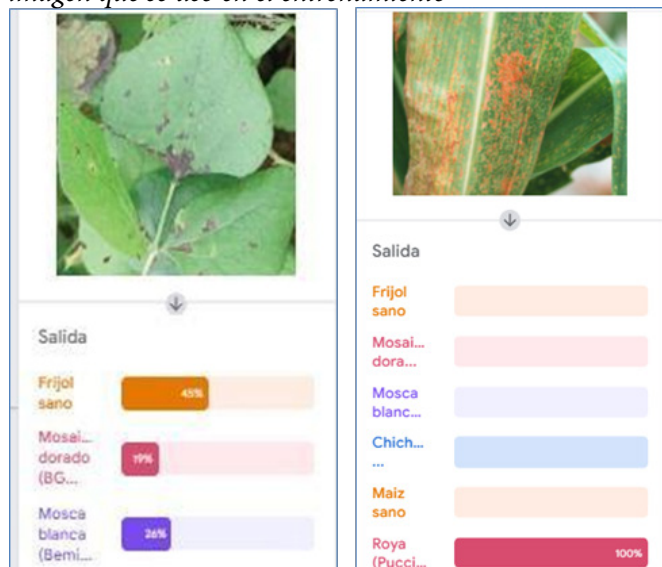 imagen que se usó en el entrenamiento
Salida
Frijol
sano
45%
Mosai...
dorado
(BG...
19%
Mosca
blanca
(Bemi...
26%
Salida
Frijol
sano
Mosai...
dora...
Mosca
blanc...
Chich...
...
Maiz
sano
Roya
(Pucci...
100%